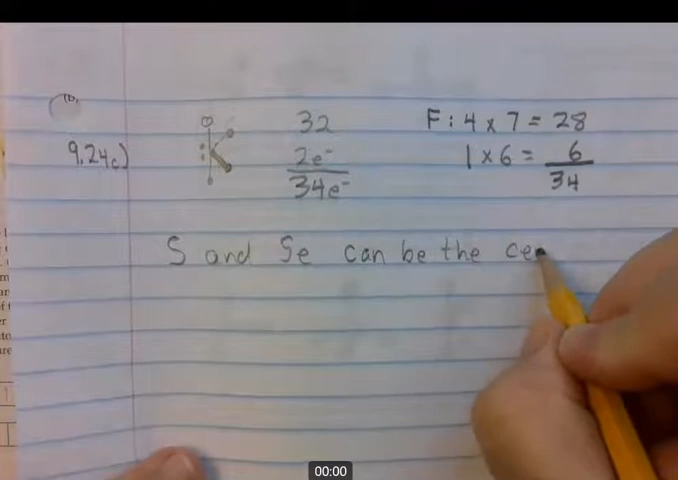 9.24c)
32
2e⁻
34e⁻
F: 4 x 7 = 28
1 x 6 = 6
34
S and Se can be the ce
00:00